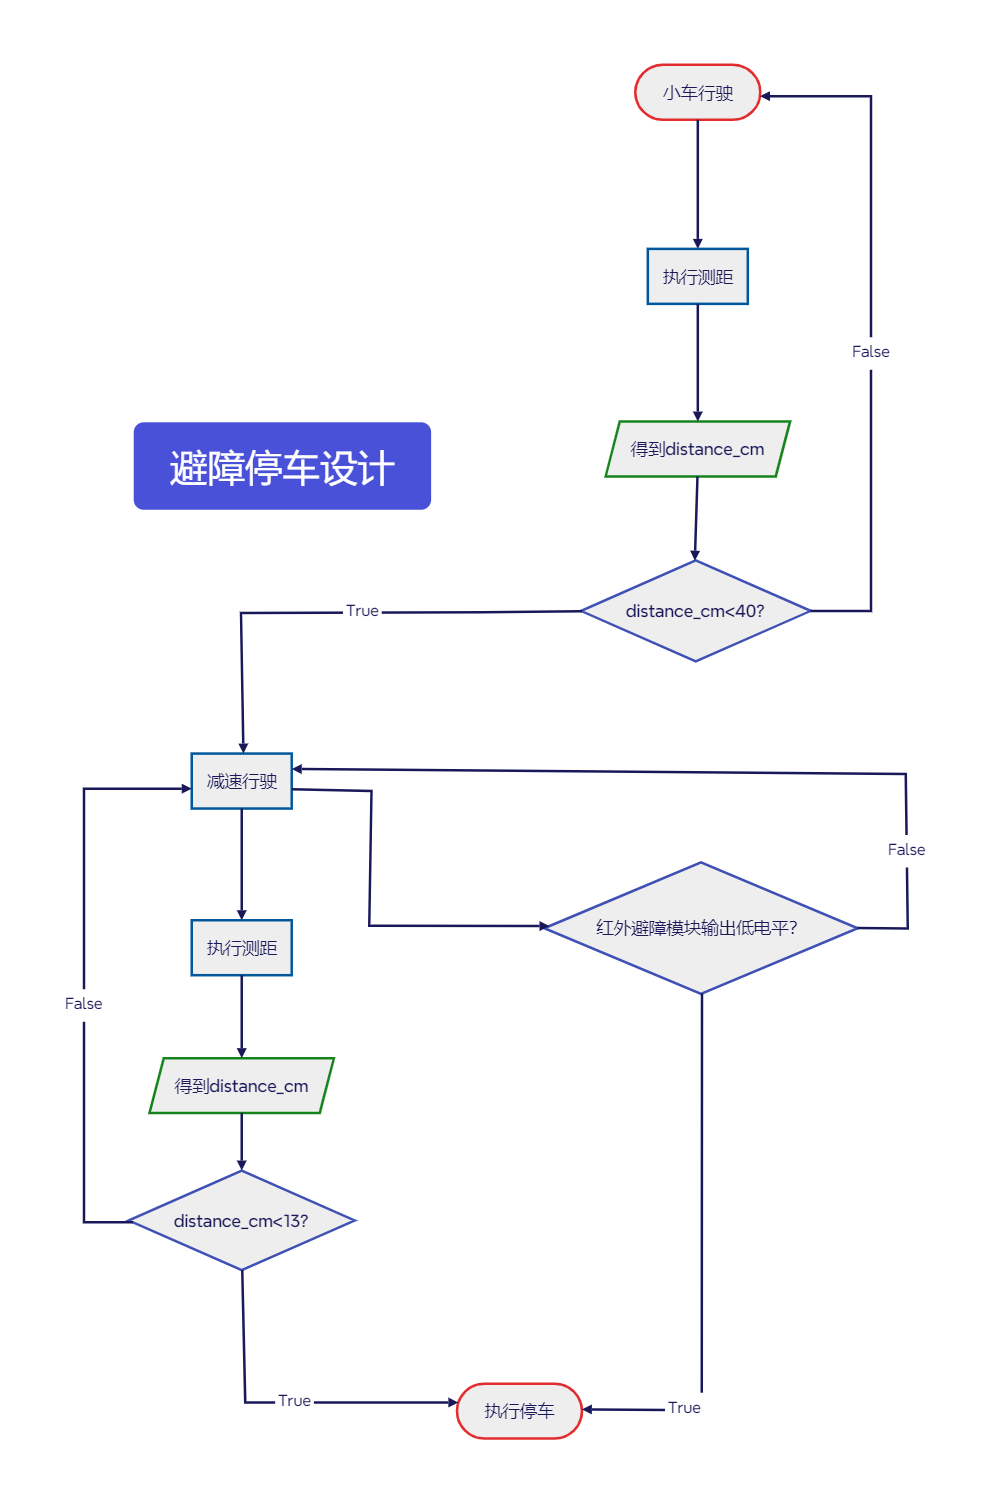 小车行驶
执行测距
False
得到distance_cm
避障停车设计
distance_cm<40?
True
减速行驶
False
红外避障模块输出低电平?
执行测距
False
得到distance_cm
distance_cm<13?
True
执行停车
True